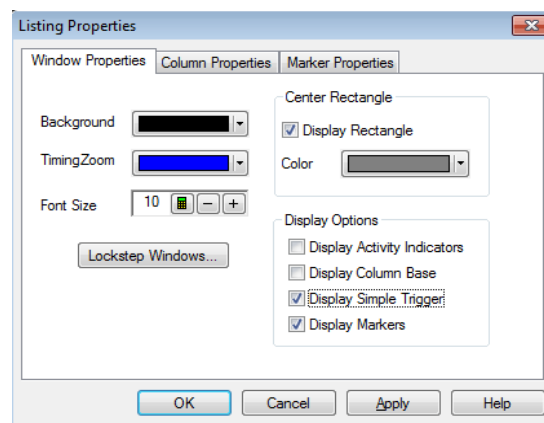 Listing Properties
Window Properties Column Properties Marker Properties
Center Rectangle
Background
Display Rectangle
TimingZoom
Color
Font Size 10
Display Options
Lockstep Windows...
Display Activity Indicators
Display Column Base
Display Simple Trigger
Display Markers
OK Cancel Apply Help